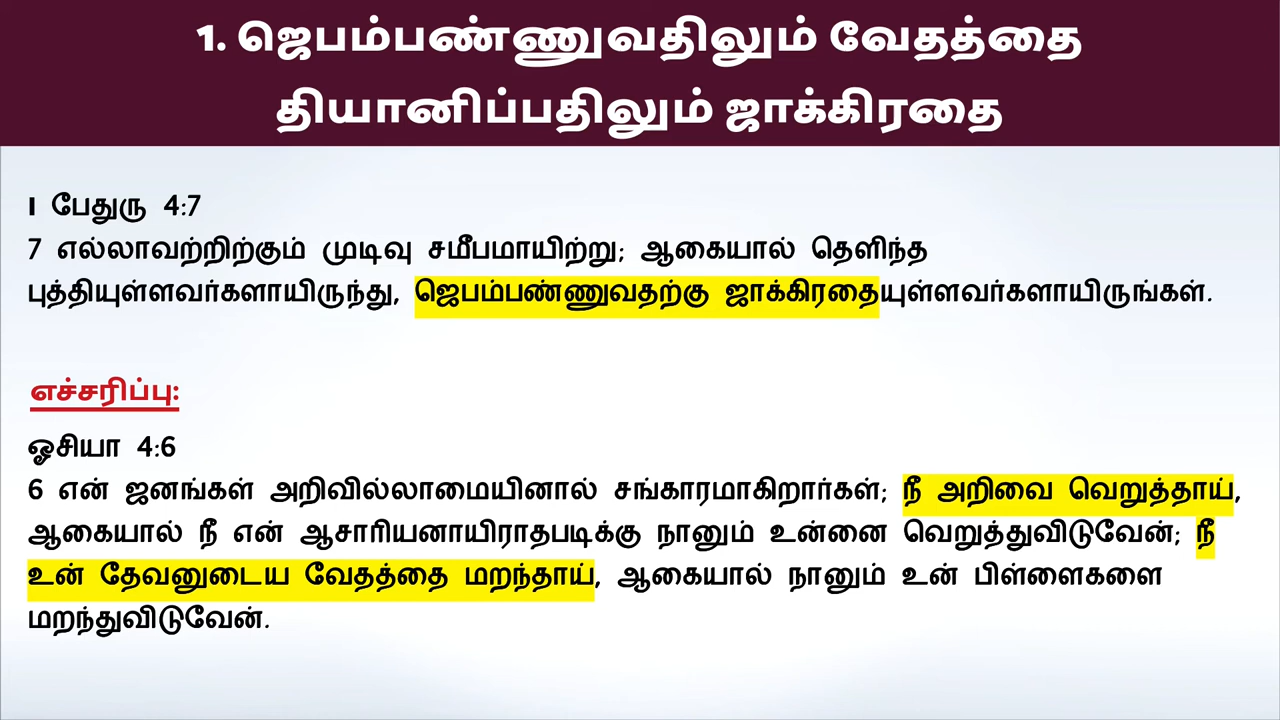 1. ஜெபம்பண்ணுவதிலும் வேதத்தை
தியானிப்பதிலும் ஜாக்கிரதை
I பேதுரு 4:7
7 எல்லாவற்றிற்கும் முடிவு சமீபமாயிற்று; ஆகையால் தெளிந்த
புத்தியுள்ளவர்களாயிருந்து, ஜெபம்பண்ணுவதற்கு ஜாக்கிரதையுள்ளவர்களாயிருங்கள்.
எச்சரிப்பு:
ஓசியா 4:6
6 என் ஜனங்கள் அறிவில்லாமையினால் சங்காரமாகிறார்கள்; நீ அறிவை வெறுத்தாய்,
ஆகையால் நீ என் ஆசாரியனாயிராதபடிக்கு நானும் உன்னை வெறுத்துவிடுவேன்; நீ
உன் தேவனுடைய வேதத்தை மறந்தாய், ஆகையால் நானும் உன் பிள்ளைகளை
மறந்துவிடுவேன்.